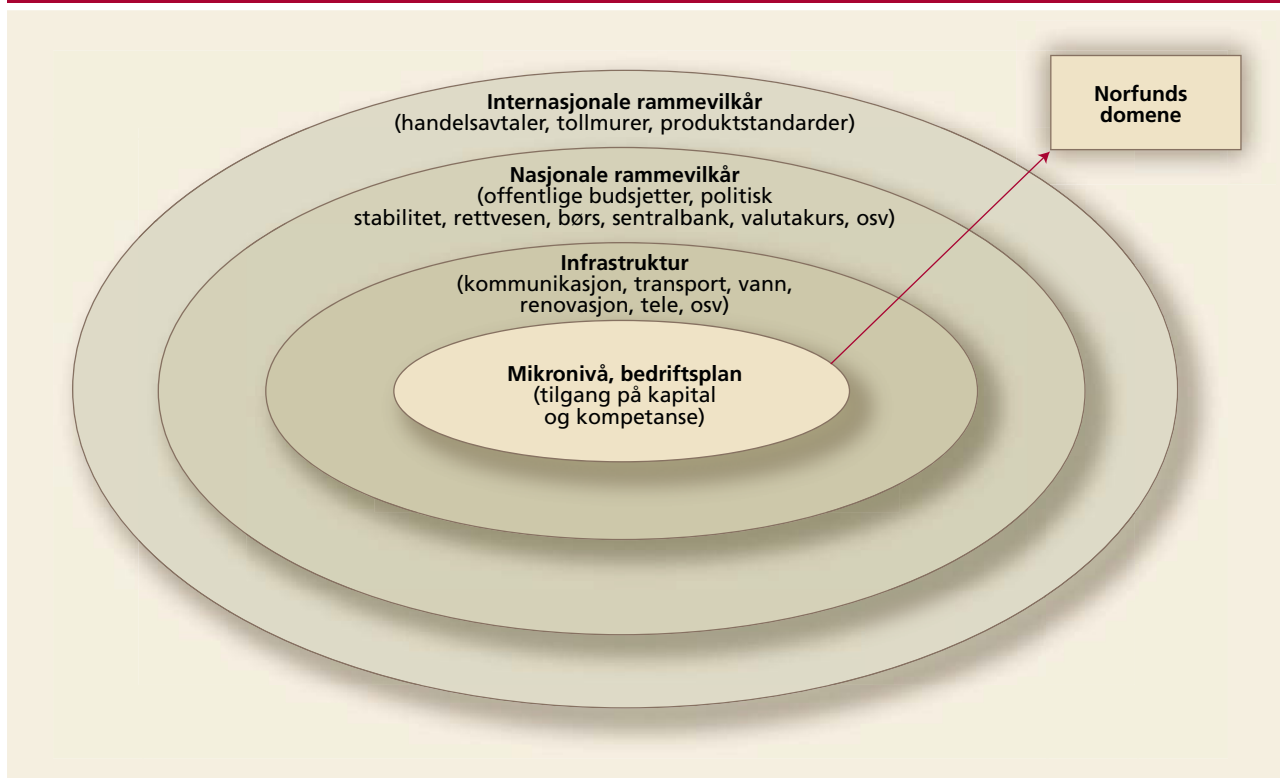 Internasjonale rammevilkår
(handelsavtaler, tollmurer, produktstandarder)
Norfunds
domene
Nasjonale rammevilkår
(offentlige budsjetter, politisk
stabilitet, rettvesen, børs, sentralbank, valutakurs, osv)
Infrastruktur
(kommunikasjon, transport, vann,
renovasjon, tele, osv)
Mikronivå, bedriftsplan
(tilgang på kapital
og kompetanse)